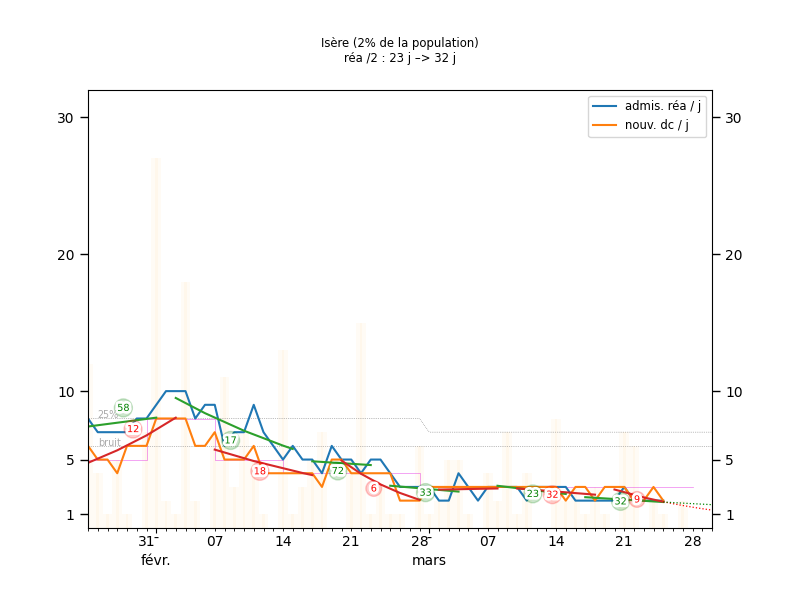 Isère (2% de la population)
réa /2 : 23 j –> 32 j
admis. réa / j
nouv. dc / j
30 30
20 20
10 10
5 5
1 1
25%
bruit
58
12
17
18
72
6
33
23
32
32
9
31 07 14 21 28 07 14 21 28
févr. mars